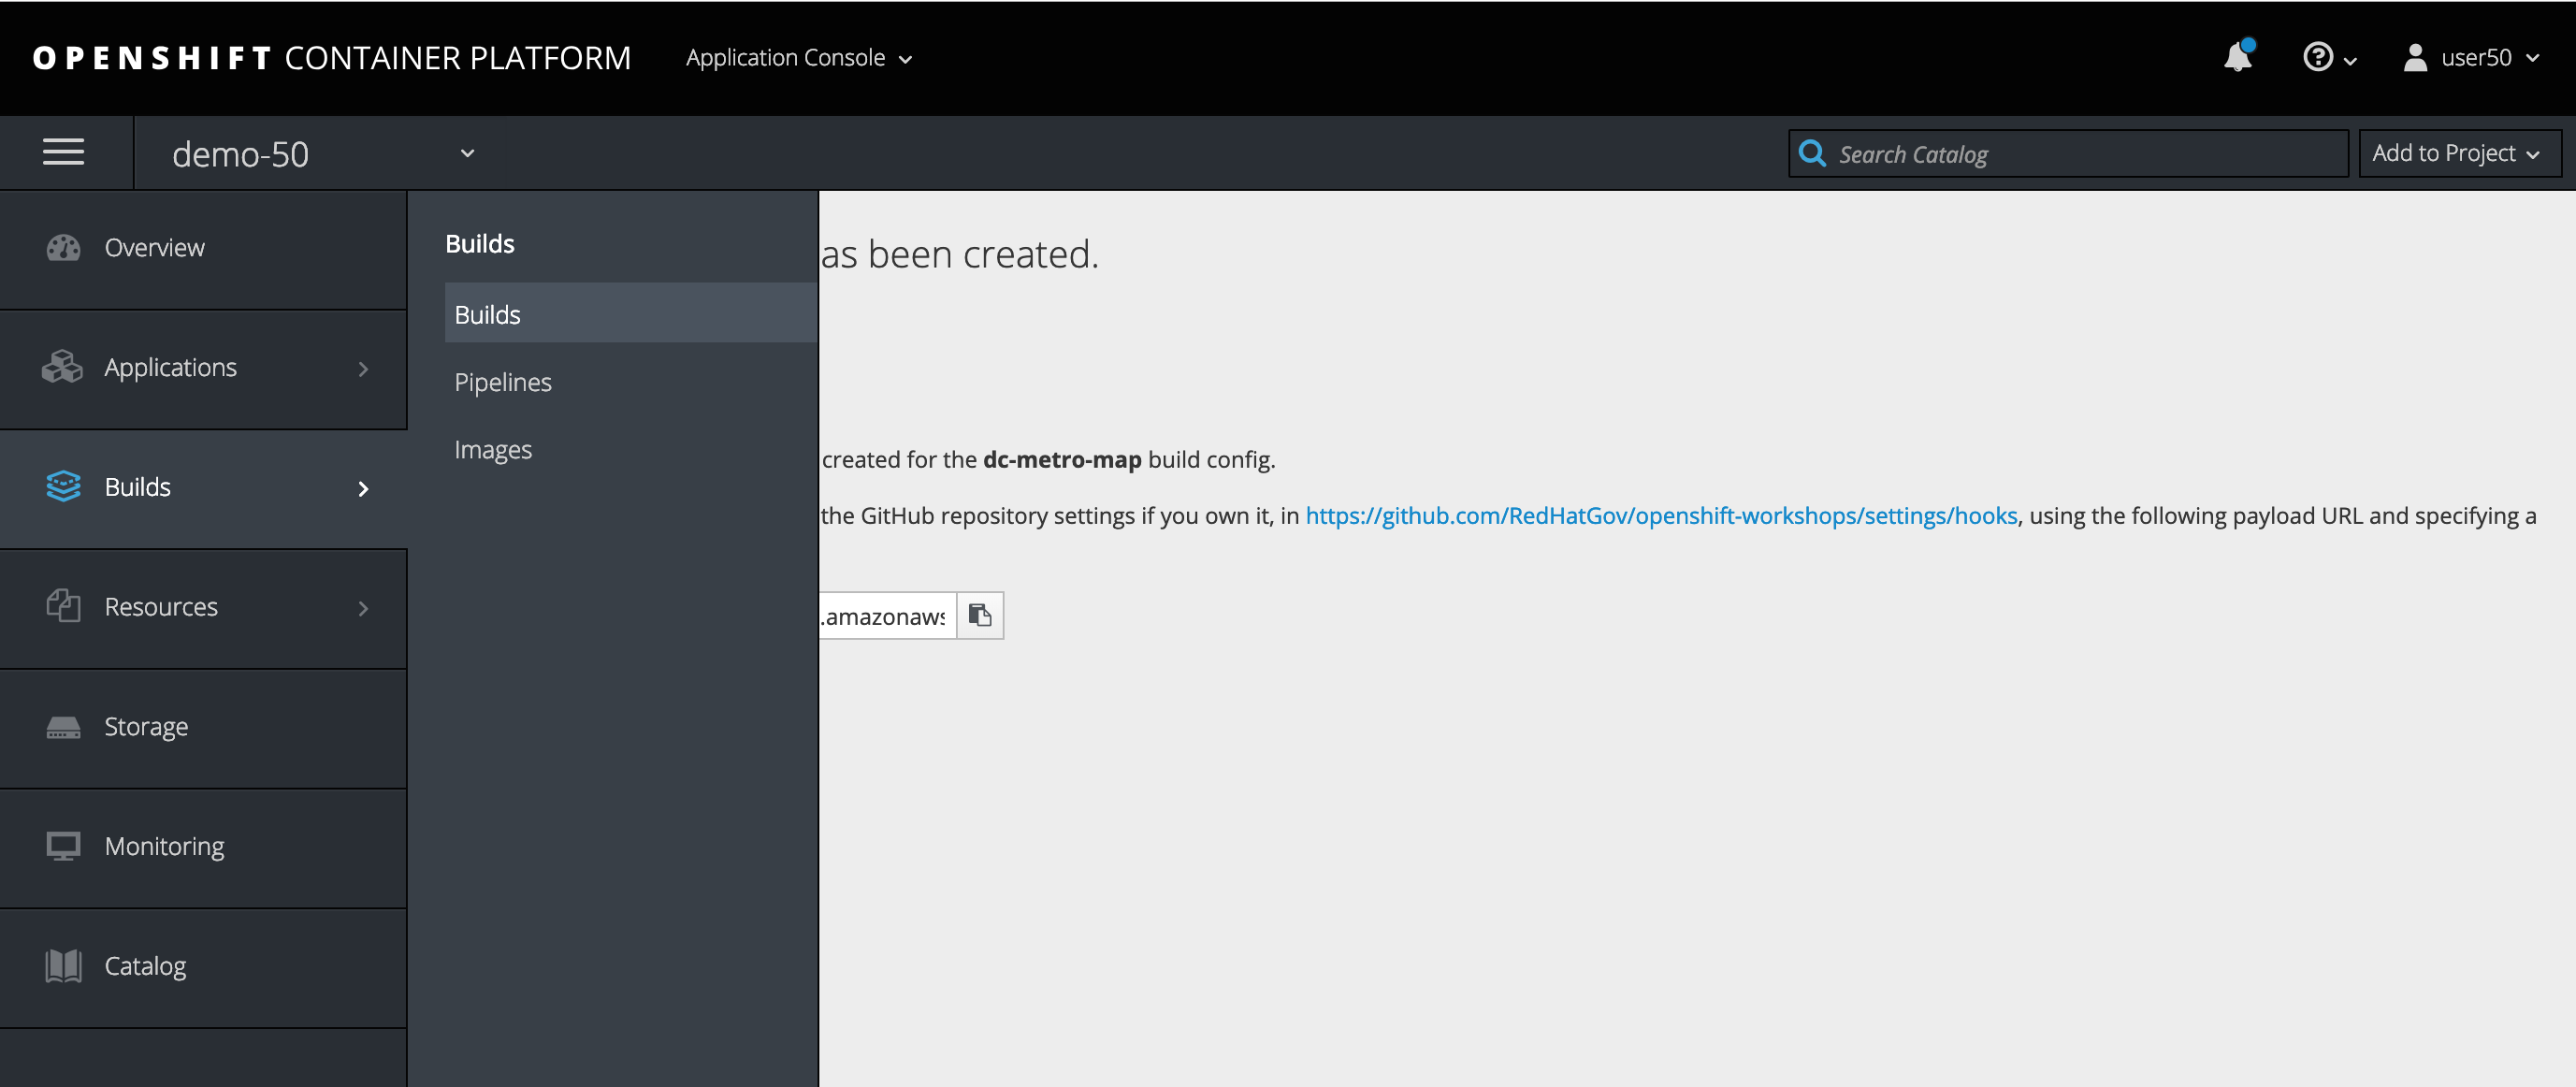 OPENSHIFT CONTAINER PLATFORM
Application Console
user50
demo-50
Search Catalog
Add to Project
Overview
Applications
Builds
Resources
Storage
Monitoring
Catalog
Builds
Builds
Pipelines
Images
as been created.
created for the dc-metro-map build config.
the GitHub repository settings if you own it, in https://github.com/RedHatGov/openshift-workshops/settings/hooks, using the following payload URL and specifying a
.amazonaws